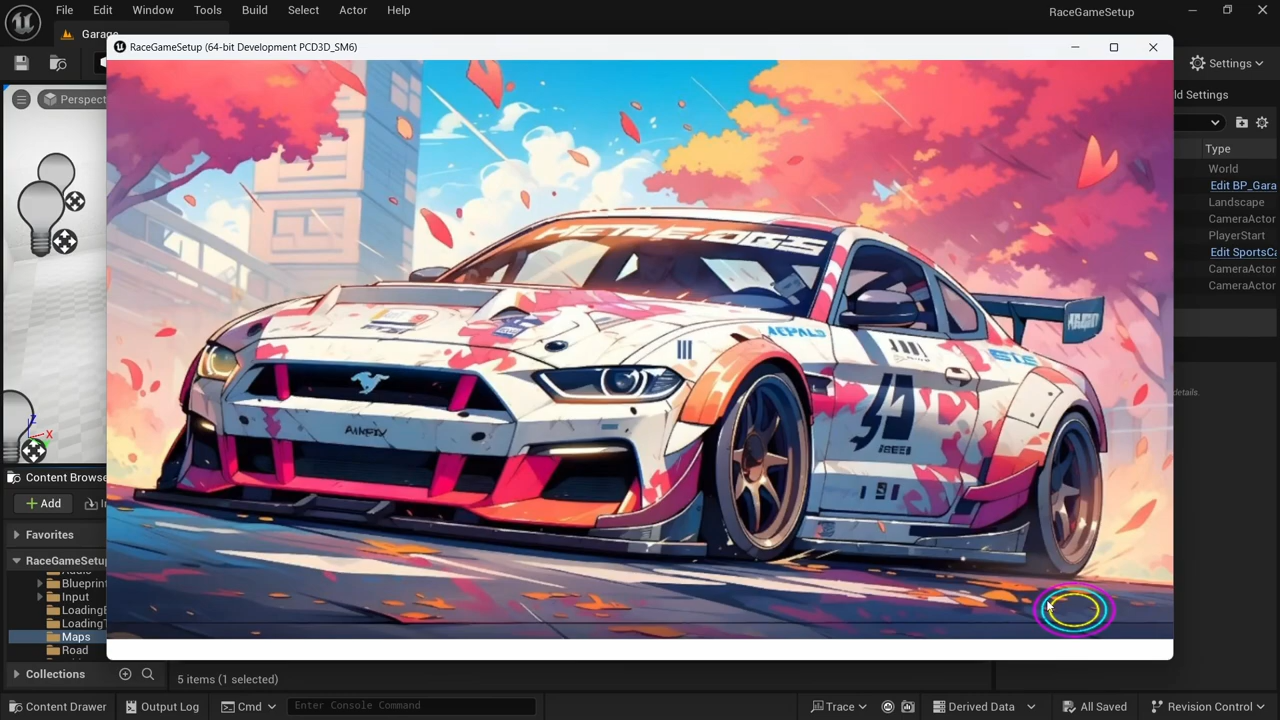 File Edit Window Tools Build Select Actor Help
RaceGameSetup
Garage
RaceGameSetup (64-bit Development PCD3D_SM6)
Settings
Perspect
ld Settings
Type
World
Edit BP_Gara
Landscape
CameraActor
PlayerStart
Edit SportsCa
CameraActor
CameraActor
details.
X
Z
Content Browse
Add
Favorites
RaceGameSetup
Blueprint
Input
LoadingE
LoadingT
Maps
Road
Collections
5 items (1 selected)
Content Drawer Output Log Cmd Enter Console Command Trace Derived Data All Saved Revision Control